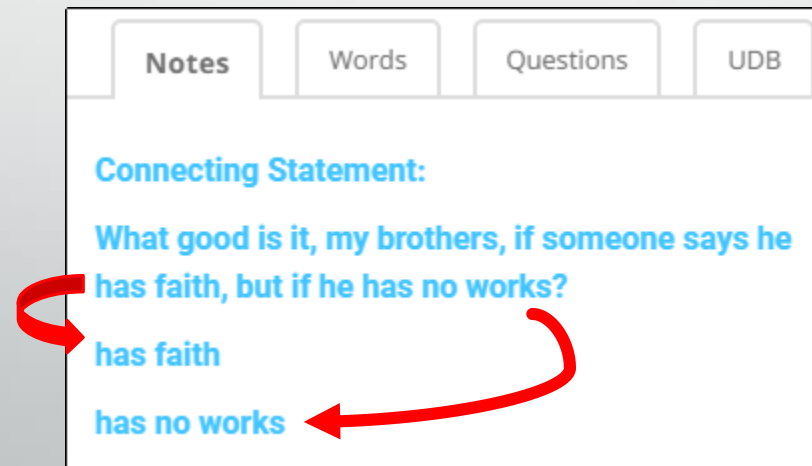 Notes Words Questions UDB
Connecting Statement:
What good is it, my brothers, if someone says he
has faith, but if he has no works?
has faith
has no works